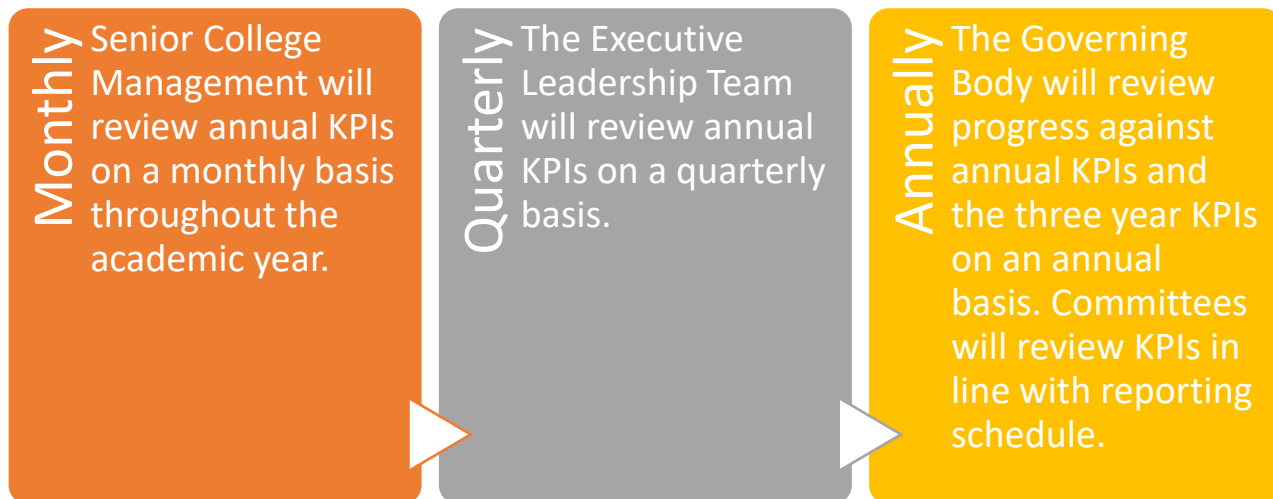 Monthly
Senior College
Management will
review annual KPIs
on a monthly basis
throughout the
academic year.
Quarterly
The Executive
Leadership Team
will review annual
KPIs on a quarterly
basis.
Annually
The Governing
Body will review
progress against
annual KPIs and
the three year KPIs
on an annual
basis. Committees
will review KPIs in
line with reporting
schedule.